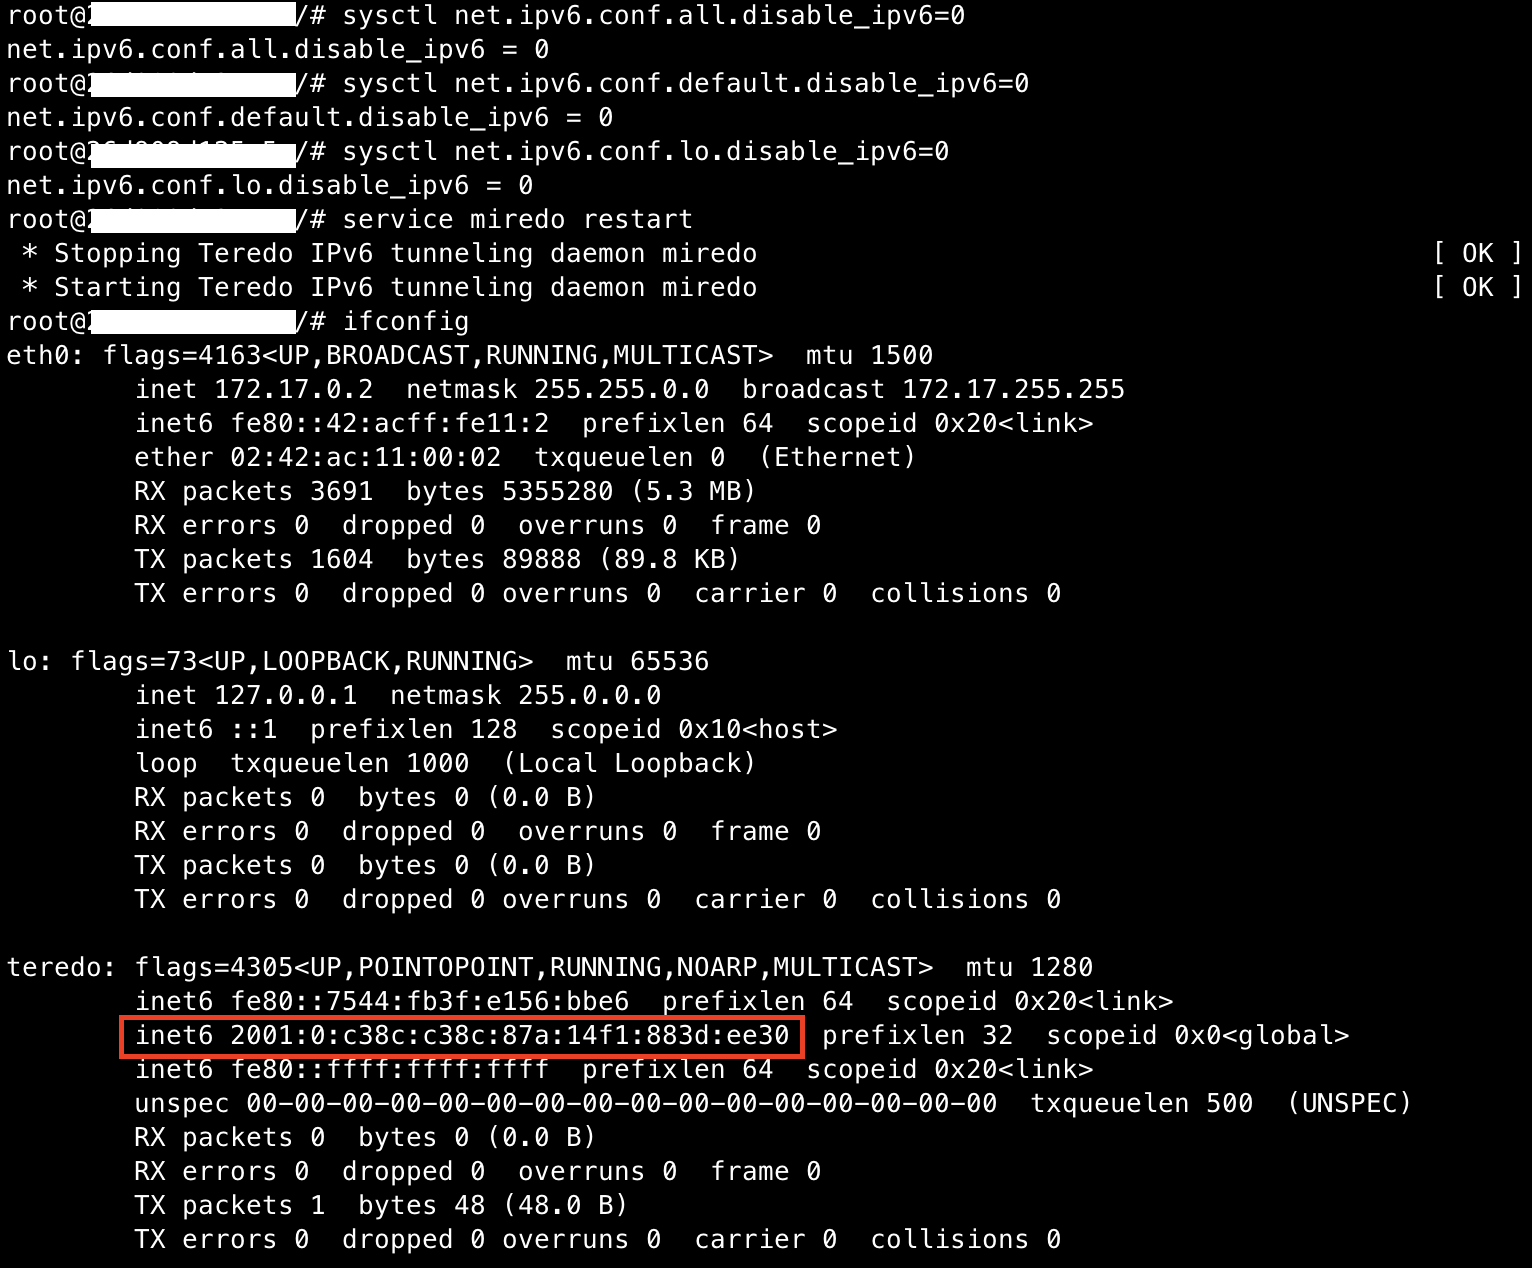 root@ /# sysctl net.ipv6.conf.all.disable_ipv6=0
net.ipv6.conf.all.disable_ipv6 = 0
root@ /# sysctl net.ipv6.conf.default.disable_ipv6=0
net.ipv6.conf.default.disable_ipv6 = 0
root@ /# sysctl net.ipv6.conf.lo.disable_ipv6=0
net.ipv6.conf.lo.disable_ipv6 = 0
root@ /# service miredo restart
 * Stopping Teredo IPv6 tunneling daemon miredo [ OK ]
 * Starting Teredo IPv6 tunneling daemon miredo [ OK ]
root@ /# ifconfig
eth0: flags=4163<UP,BROADCAST,RUNNING,MULTICAST>  mtu 1500
        inet 172.17.0.2  netmask 255.255.0.0  broadcast 172.17.255.255
        inet6 fe80::42:acff:fe11:2  prefixlen 64  scopeid 0x20<link>
        ether 02:42:ac:11:00:02  txqueuelen 0  (Ethernet)
        RX packets 3691  bytes 5355280 (5.3 MB)
        RX errors 0  dropped 0  overruns 0  frame 0
        TX packets 1604  bytes 89888 (89.8 KB)
        TX errors 0  dropped 0 overruns 0  carrier 0  collisions 0
lo: flags=73<UP,LOOPBACK,RUNNING>  mtu 65536
        inet 127.0.0.1  netmask 255.0.0.0
        inet6 ::1  prefixlen 128  scopeid 0x10<host>
        loop  txqueuelen 1000  (Local Loopback)
        RX packets 0  bytes 0 (0.0 B)
        RX errors 0  dropped 0  overruns 0  frame 0
        TX packets 0  bytes 0 (0.0 B)
        TX errors 0  dropped 0 overruns 0  carrier 0  collisions 0
teredo: flags=4305<UP,POINTOPOINT,RUNNING,NOARP,MULTICAST>  mtu 1280
        inet6 fe80::7544:fb3f:e156:bbe6  prefixlen 64  scopeid 0x20<link>
        inet6 2001:0:c38c:c38c:87a:14f1:883d:ee30  prefixlen 32  scopeid 0x0<global>
        inet6 fe80::ffff:ffff:ffff  prefixlen 64  scopeid 0x20<link>
        unspec 00-00-00-00-00-00-00-00-00-00-00-00-00-00-00-00  txqueuelen 500  (UNSPEC)
        RX packets 0  bytes 0 (0.0 B)
        RX errors 0  dropped 0  overruns 0  frame 0
        TX packets 1  bytes 48 (48.0 B)
        TX errors 0  dropped 0 overruns 0  carrier 0  collisions 0